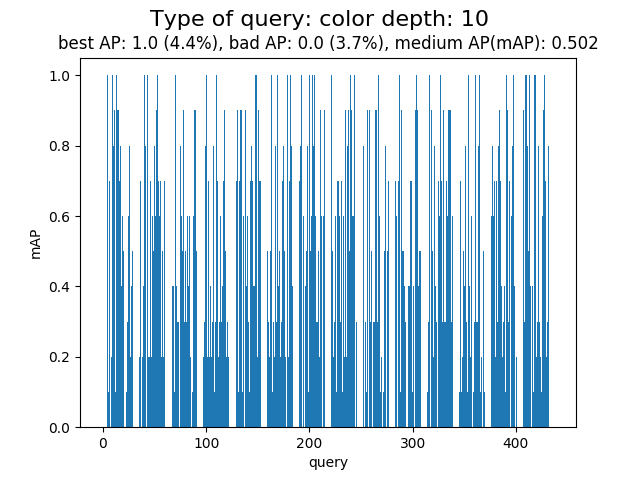 Type of query: color depth: 10
best AP: 1.0 (4.4%), bad AP: 0.0 (3.7%), medium AP(mAP): 0.502
1.0
0.8
0.6
0.4
0.2
0.0
mAP
0 100 200 300 400
query